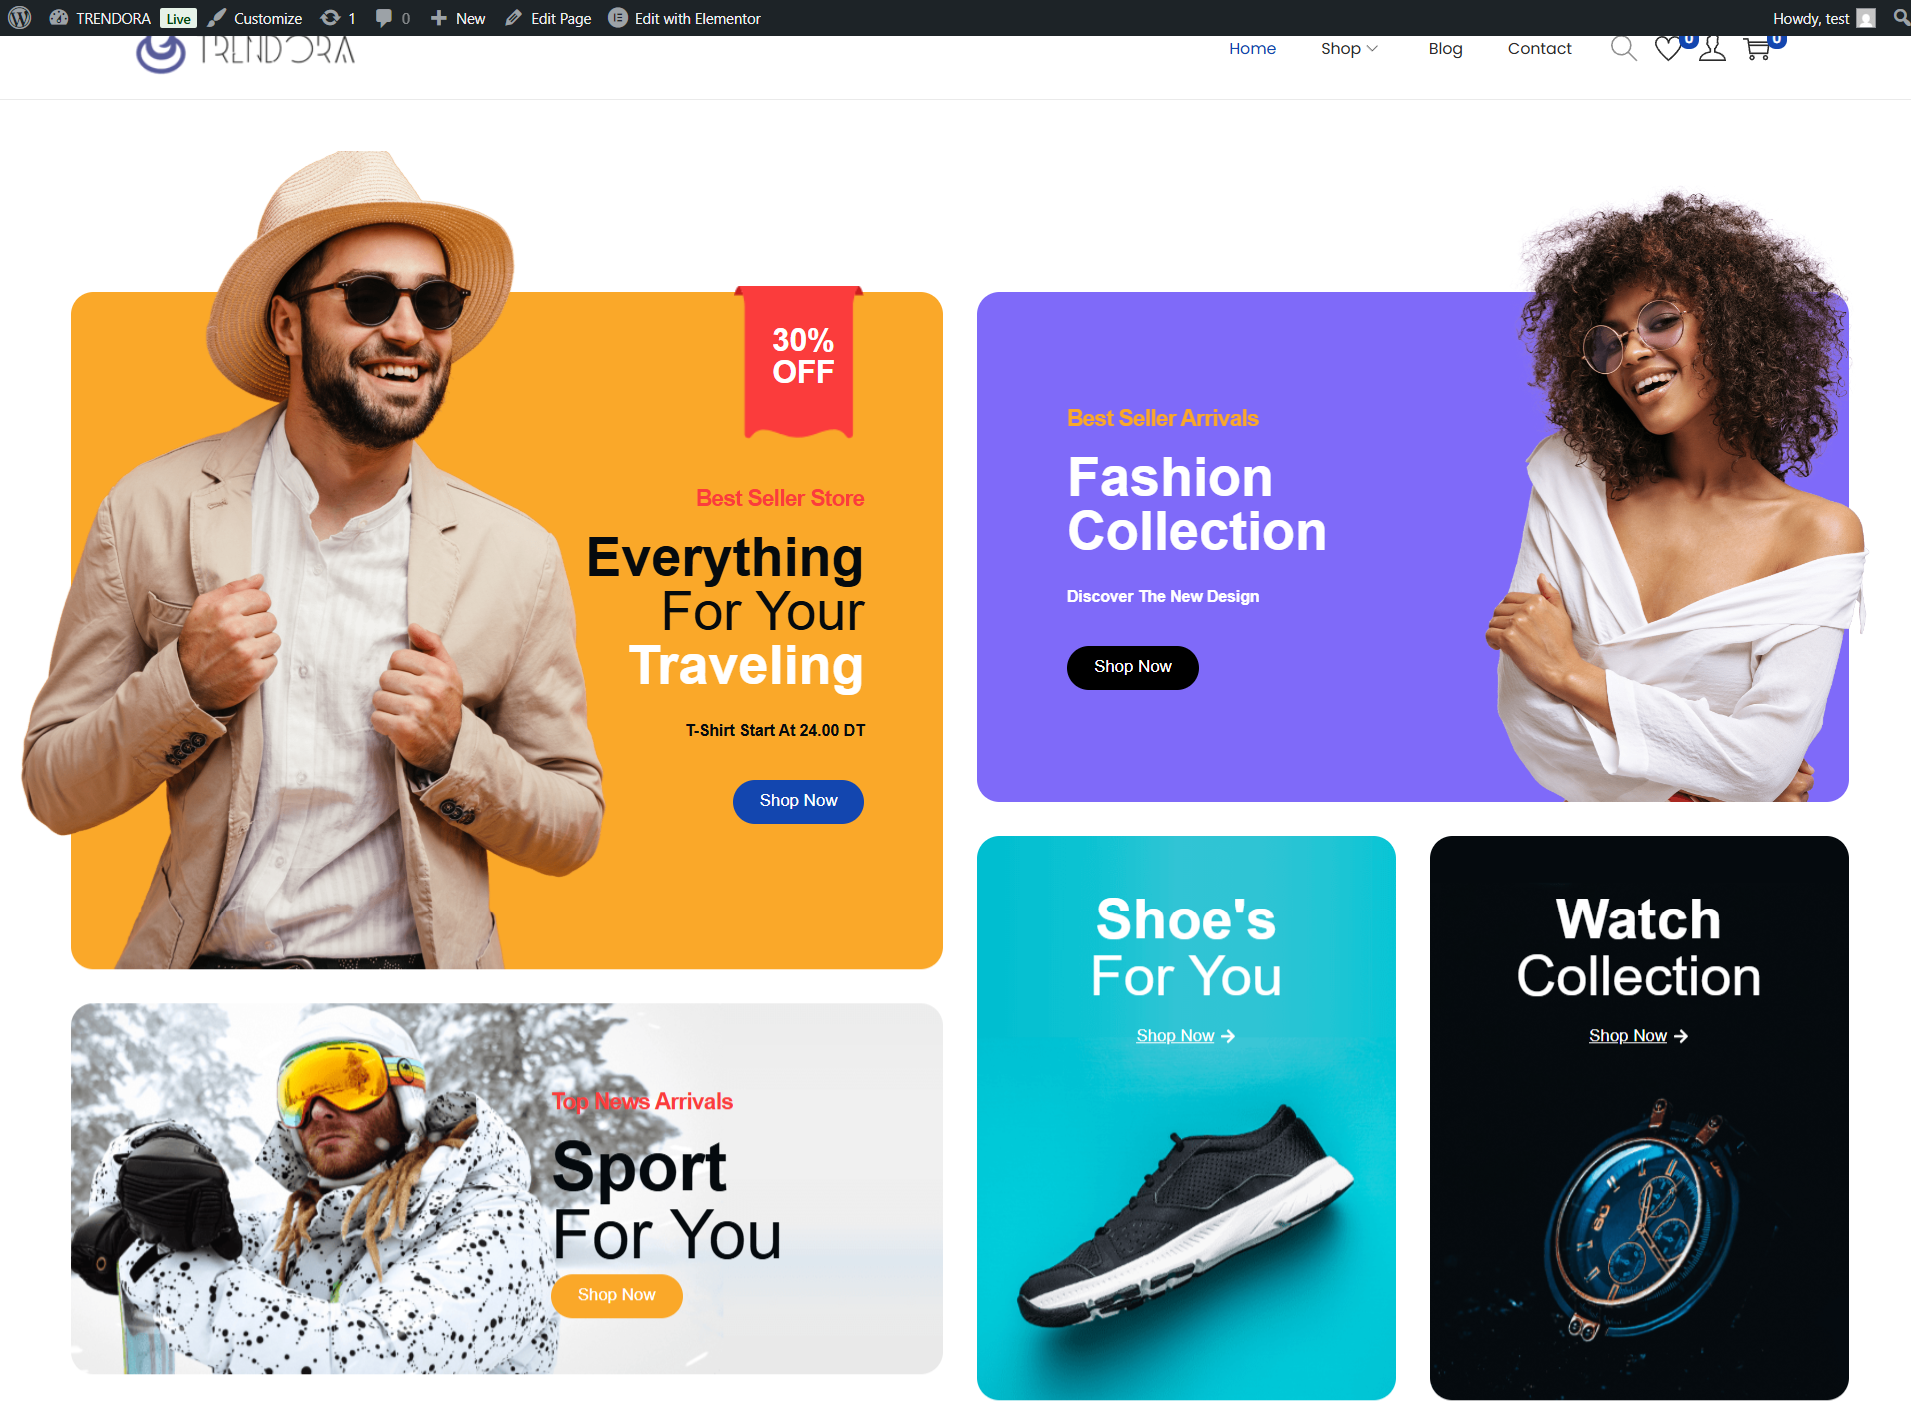 TRENDORA Live Customize 1 0 New Edit Page Edit with Elementor Howdy, test
TRENDORA
Home Shop Blog Contact 0 0
30%
OFF
Best Seller Store
Everything
For Your
Traveling
T-Shirt Start At 24.00 DT
Shop Now
Best Seller Arrivals
Fashion
Collection
Discover The New Design
Shop Now
Top News Arrivals
Sport
For You
Shop Now
Shoe's
For You
Shop Now
Watch
Collection
Shop Now